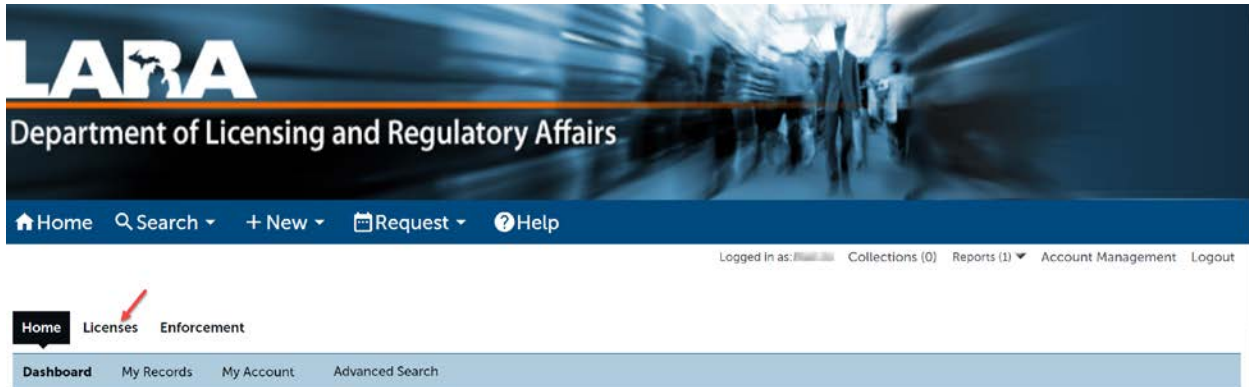 LARA
Department of Licensing and Regulatory Affairs
Home Search + New Request ? Help
Logged in as: Collections (0) Reports (1) Account Management Logout
Home Licenses Enforcement
Dashboard My Records My Account Advanced Search